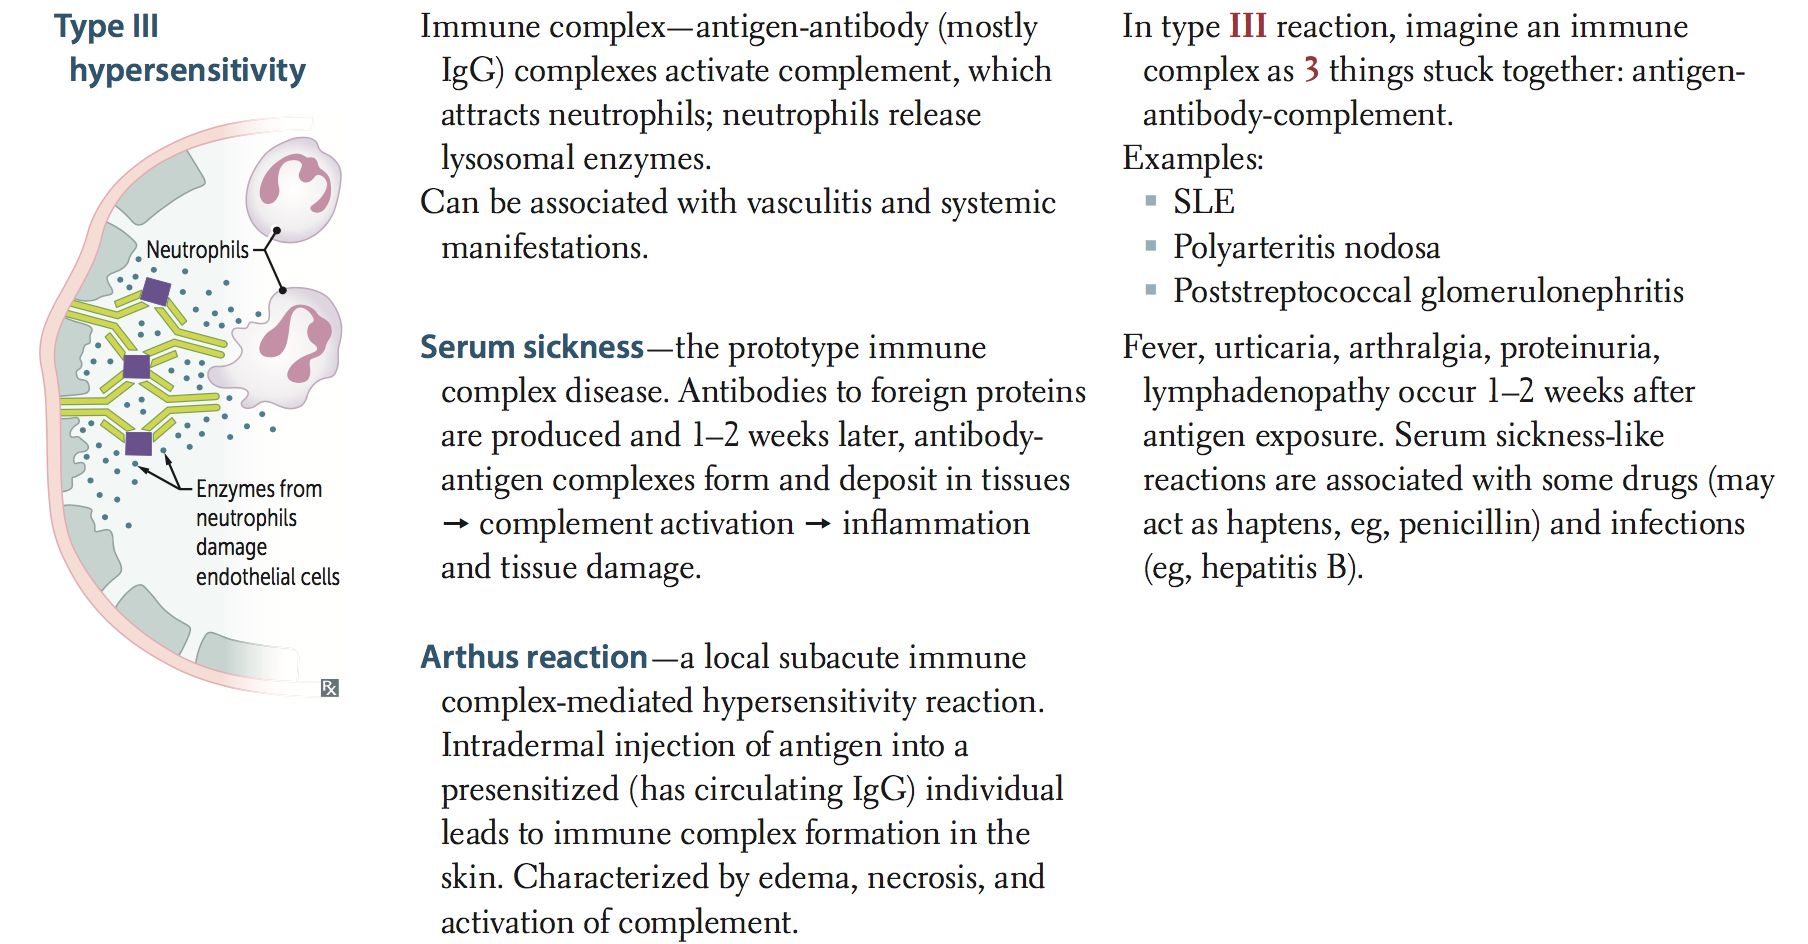 Type III
hypersensitivity
Neutrophils
Enzymes from
neutrophils
damage
endothelial cells
Rx
Immune complex—antigen-antibody (mostly
IgG) complexes activate complement, which
attracts neutrophils; neutrophils release
lysosomal enzymes.
Can be associated with vasculitis and systemic
manifestations.
In type III reaction, imagine an immune
complex as 3 things stuck together: antigen-
antibody-complement.
Examples:
▪ SLE
▪ Polyarteritis nodosa
▪ Poststreptococcal glomerulonephritis
Serum sickness—the prototype immune
complex disease. Antibodies to foreign proteins
are produced and 1–2 weeks later, antibody-
antigen complexes form and deposit in tissues
→ complement activation → inflammation
and tissue damage.
Fever, urticaria, arthralgia, proteinuria,
lymphadenopathy occur 1–2 weeks after
antigen exposure. Serum sickness-like
reactions are associated with some drugs (may
act as haptens, eg, penicillin) and infections
(eg, hepatitis B).
Arthus reaction—a local subacute immune
complex-mediated hypersensitivity reaction.
Intradermal injection of antigen into a
presensitized (has circulating IgG) individual
leads to immune complex formation in the
skin. Characterized by edema, necrosis, and
activation of complement.